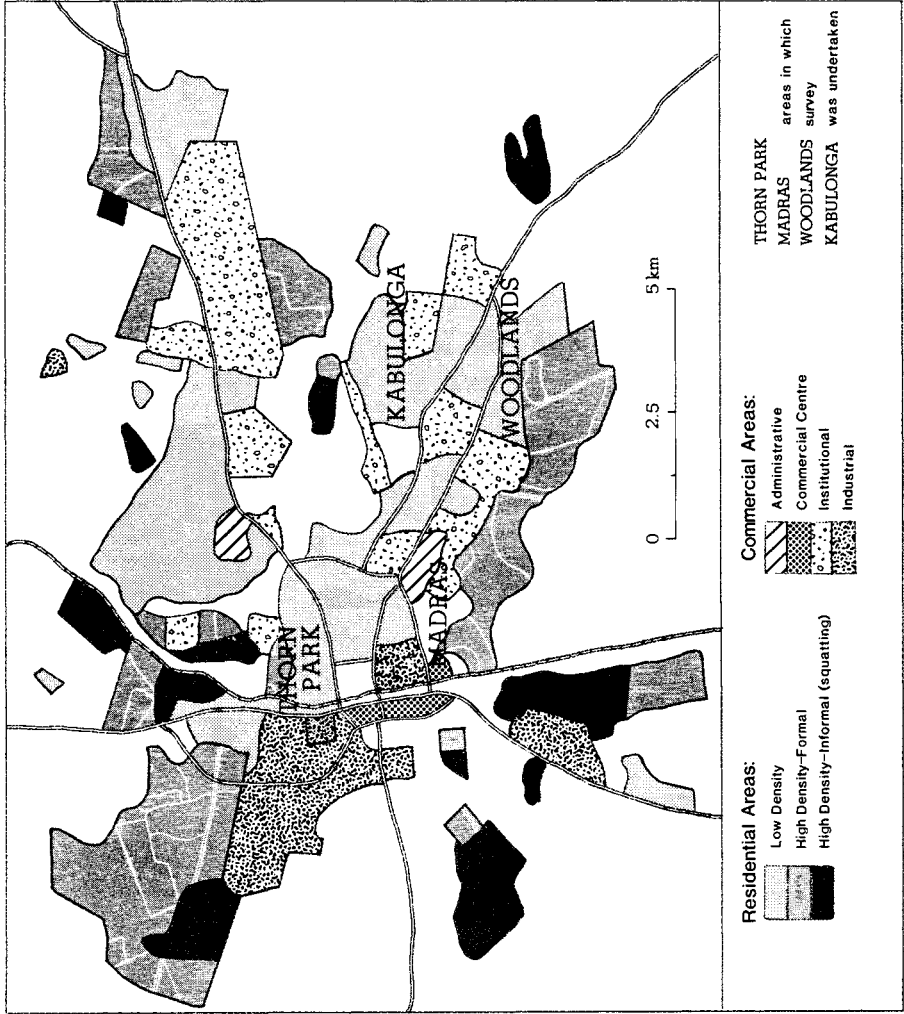 THORN
PARK
MADRAS
KABULONGA
WOODLANDS
0
2.5
5 km
Residential Areas:
Low Density
High Density–Formal
High Density–Informal (squatting)
Commercial Areas:
Administrative
Commercial Centre
Institutional
Industrial
THORN PARK
MADRAS
WOODLANDS
KABULONGA
areas in which
survey
was undertaken